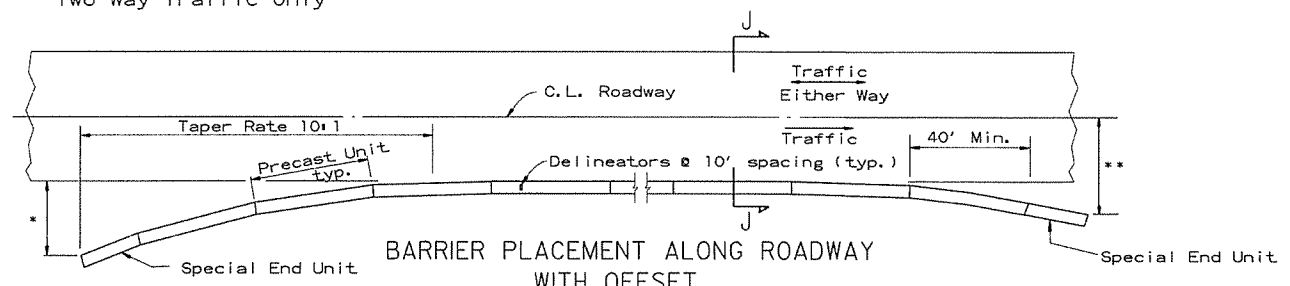 Two Way Traffic Only
J
Traffic
Either Way
C.L. Roadway
Taper Rate 10:1
Traffic
40' Min.
Precast Unit
typ.
Delineators @ 10' spacing (typ.)
**
*
J
BARRIER PLACEMENT ALONG ROADWAY
WITH OFFSET
Special End Unit
Special End Unit